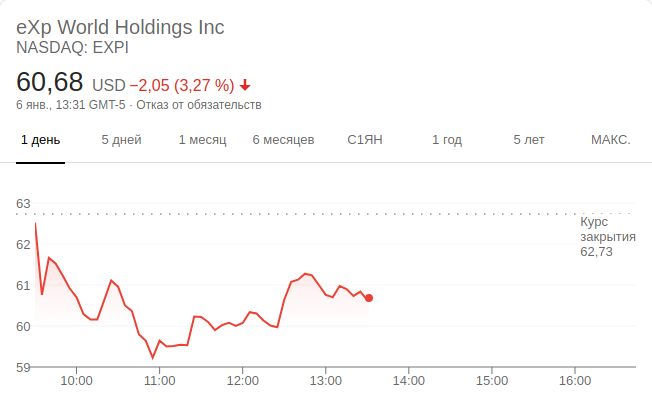 eXp World Holdings Inc
NASDAQ: EXPI
60,68 USD −2,05 (3,27 %)
6 янв., 13:31 GMT-5 · Отказ от обязательств
1 день 5 дней 1 месяц 6 месяцев С1ЯН 1 год 5 лет МАКС.
63
Курс
закрытия
62,73
62
61
60
59
10:00 11:00 12:00 13:00 14:00 15:00 16:00